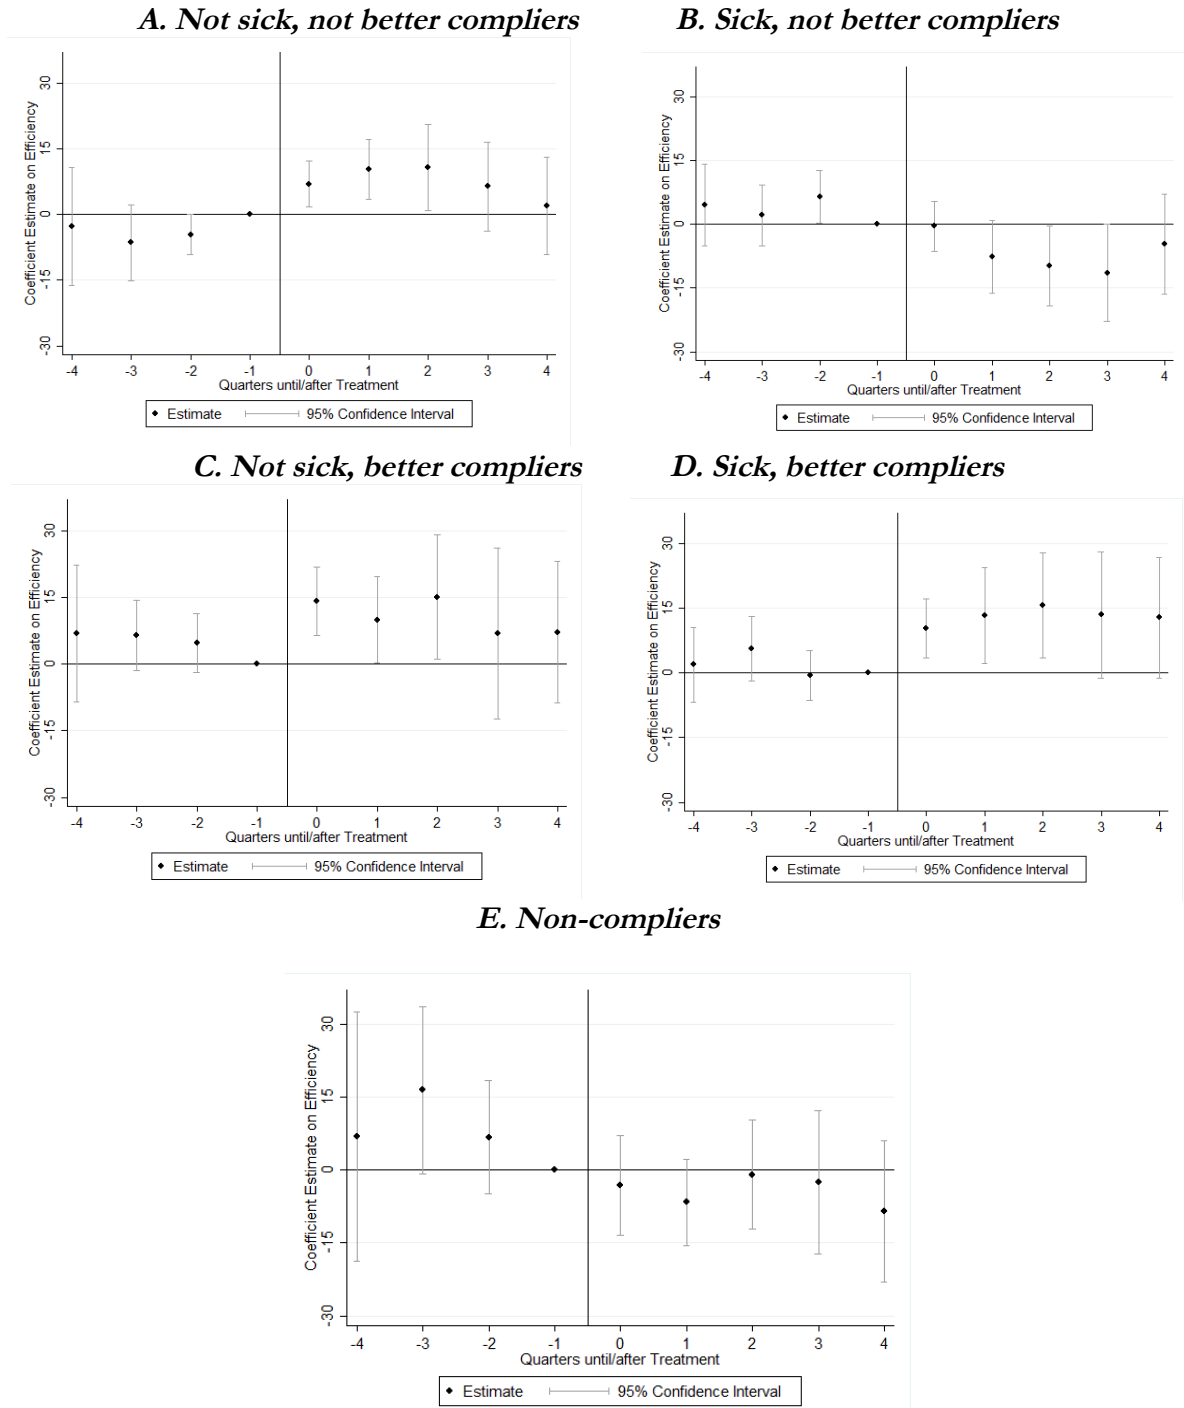 A. Not sick, not better compliers
B. Sick, not better compliers
Coefficient Estimate on Efficiency
30
15
0
-15
-30
-4 -3 -2 -1 0 1 2 3 4
Quarters until/after Treatment
Estimate 95% Confidence Interval
Coefficient Estimate on Efficiency
30
15
0
-15
-30
-4 -3 -2 -1 0 1 2 3 4
Quarters until/after Treatment
Estimate 95% Confidence Interval
C. Not sick, better compliers
D. Sick, better compliers
Coefficient Estimate on Efficiency
30
15
0
-15
-30
-4 -3 -2 -1 0 1 2 3 4
Quarters until/after Treatment
Estimate 95% Confidence Interval
Coefficient Estimate on Efficiency
30
15
0
-15
-30
-4 -3 -2 -1 0 1 2 3 4
Quarters until/after Treatment
Estimate 95% Confidence Interval
E. Non-compliers
Coefficient Estimate on Efficiency
30
15
0
-15
-30
-4 -3 -2 -1 0 1 2 3 4
Quarters until/after Treatment
Estimate 95% Confidence Interval